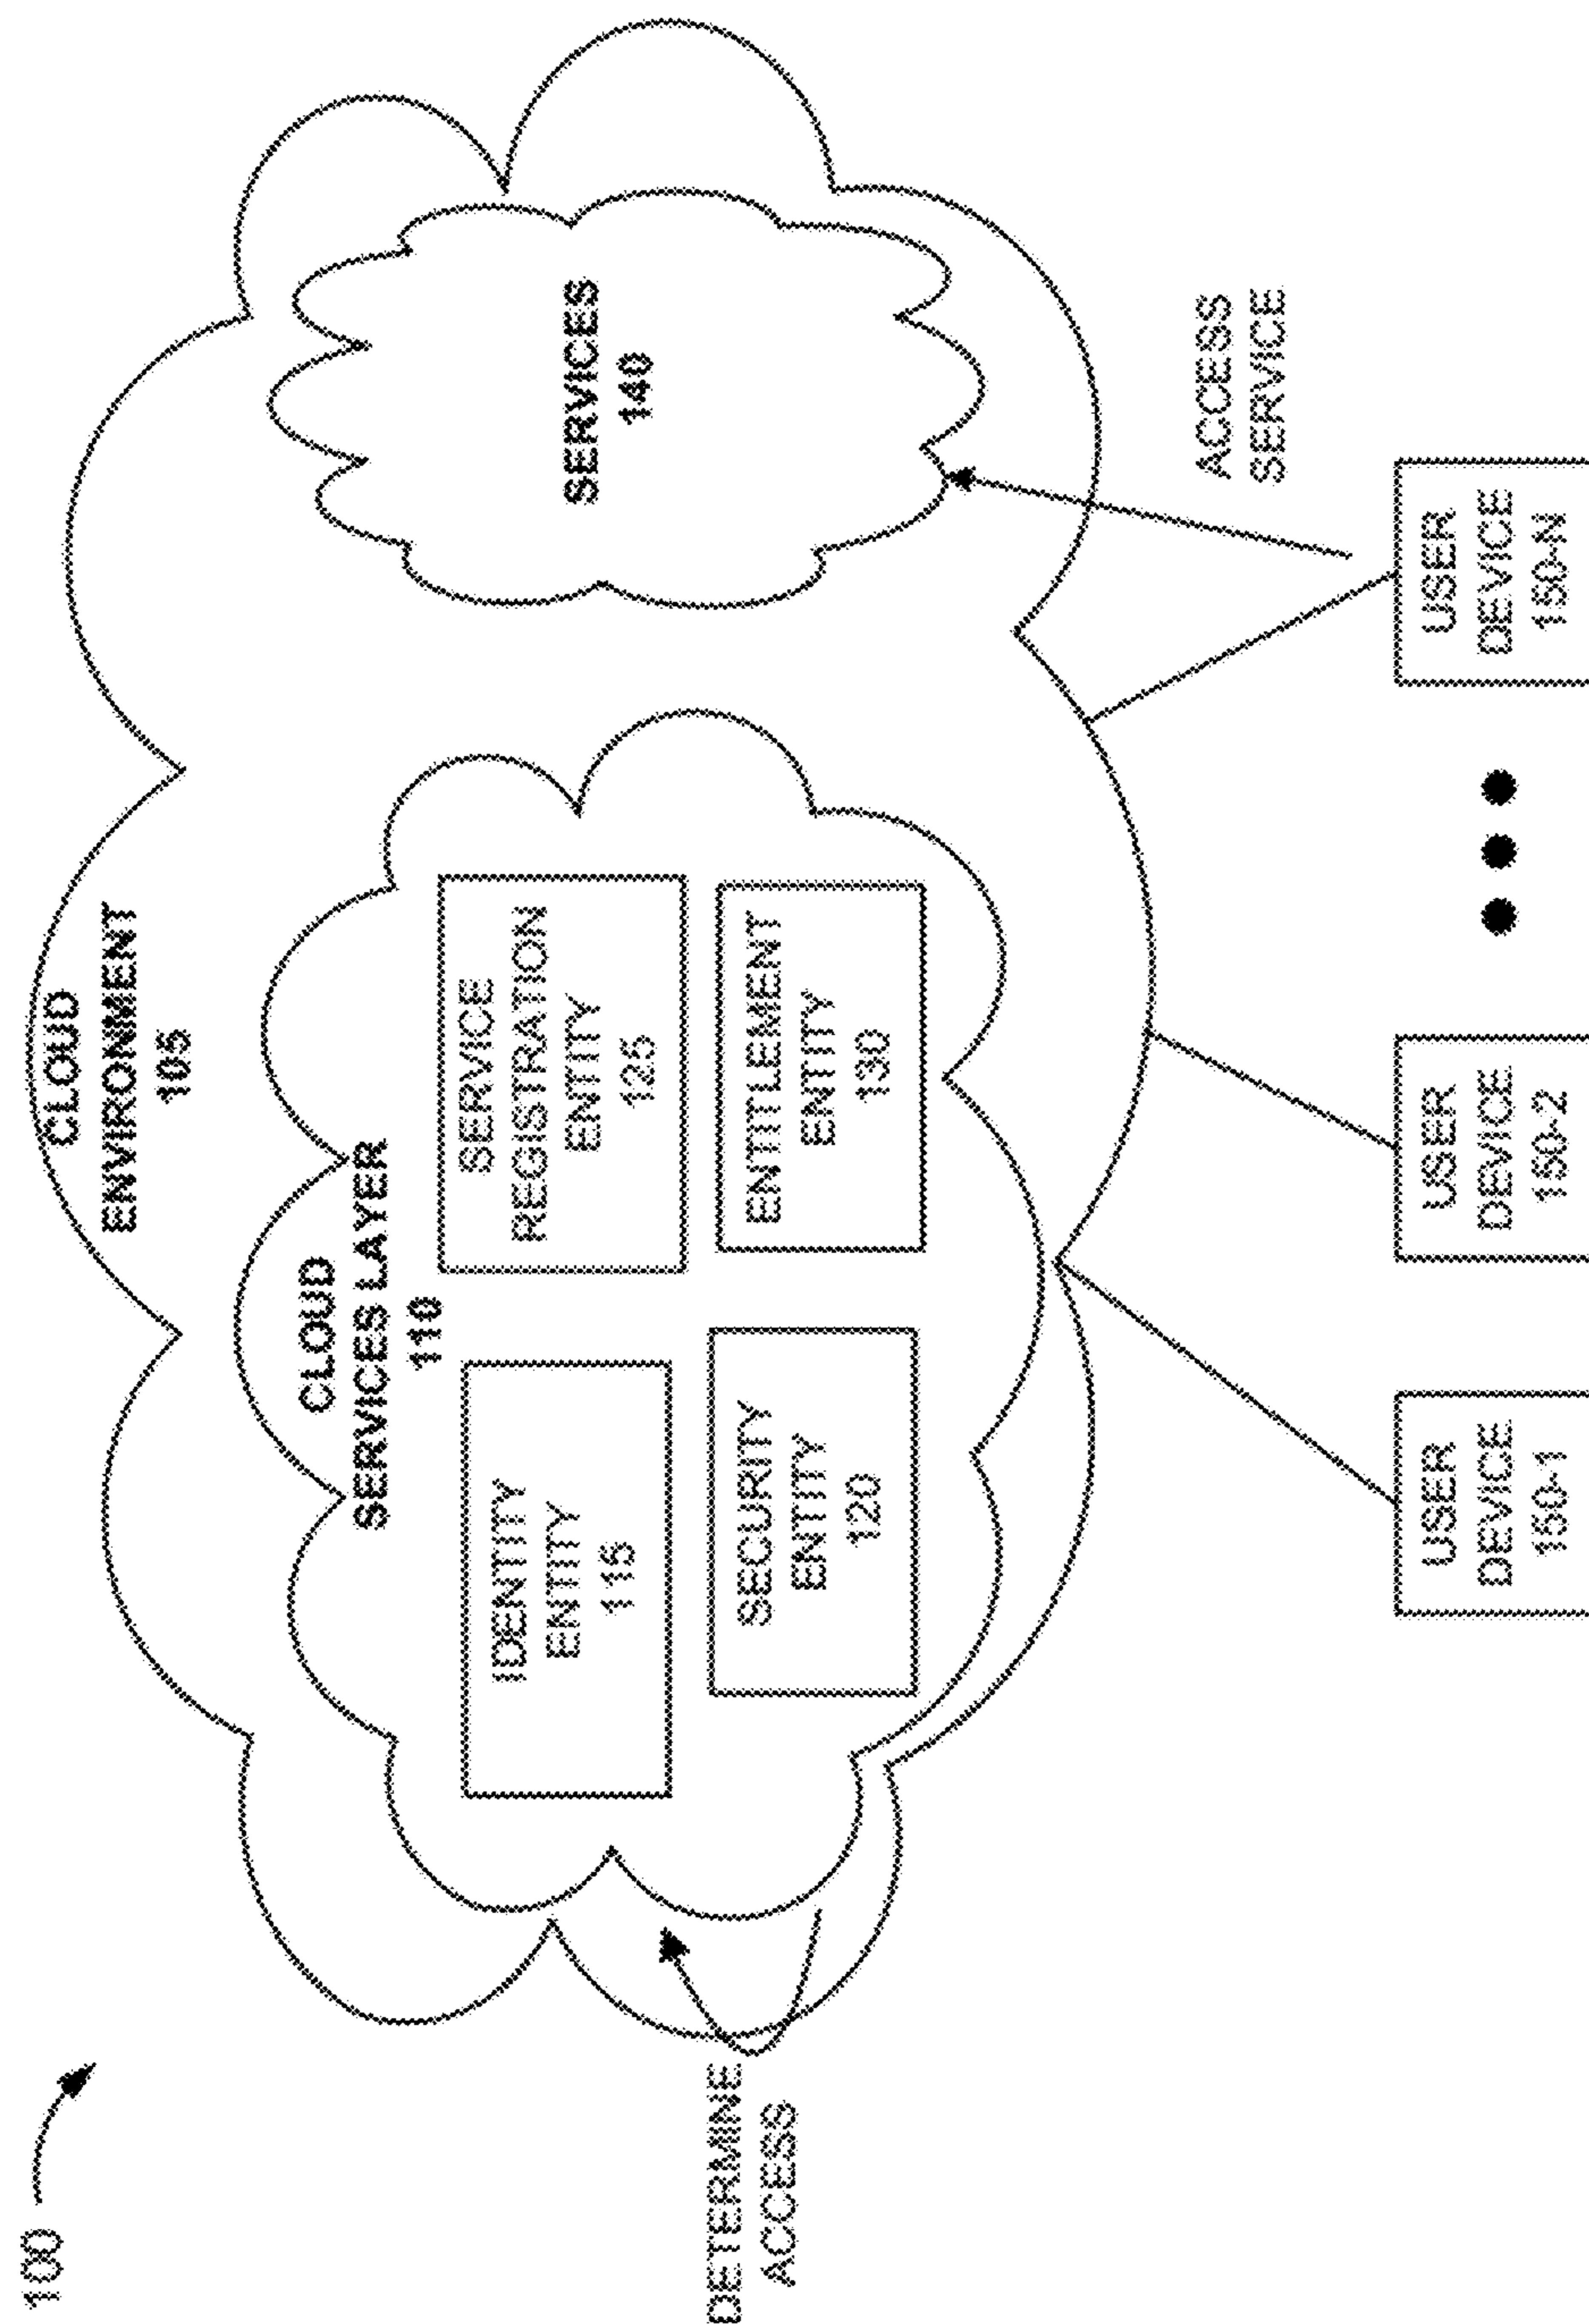 100
CLOUD
ENVIRONMENT
105
CLOUD
SERVICES LAYER
110
IDENTITY
ENTITY
115
SERVICE
REGISTRATION
ENTITY
125
SECURITY
ENTITY
120
ENTITLEMENT
ENTITY
130
SERVICES
140
DETERMINE
ACCESS
ACCESS
SERVICE
USER
DEVICE
150-1
USER
DEVICE
150-2
USER
DEVICE
150-N